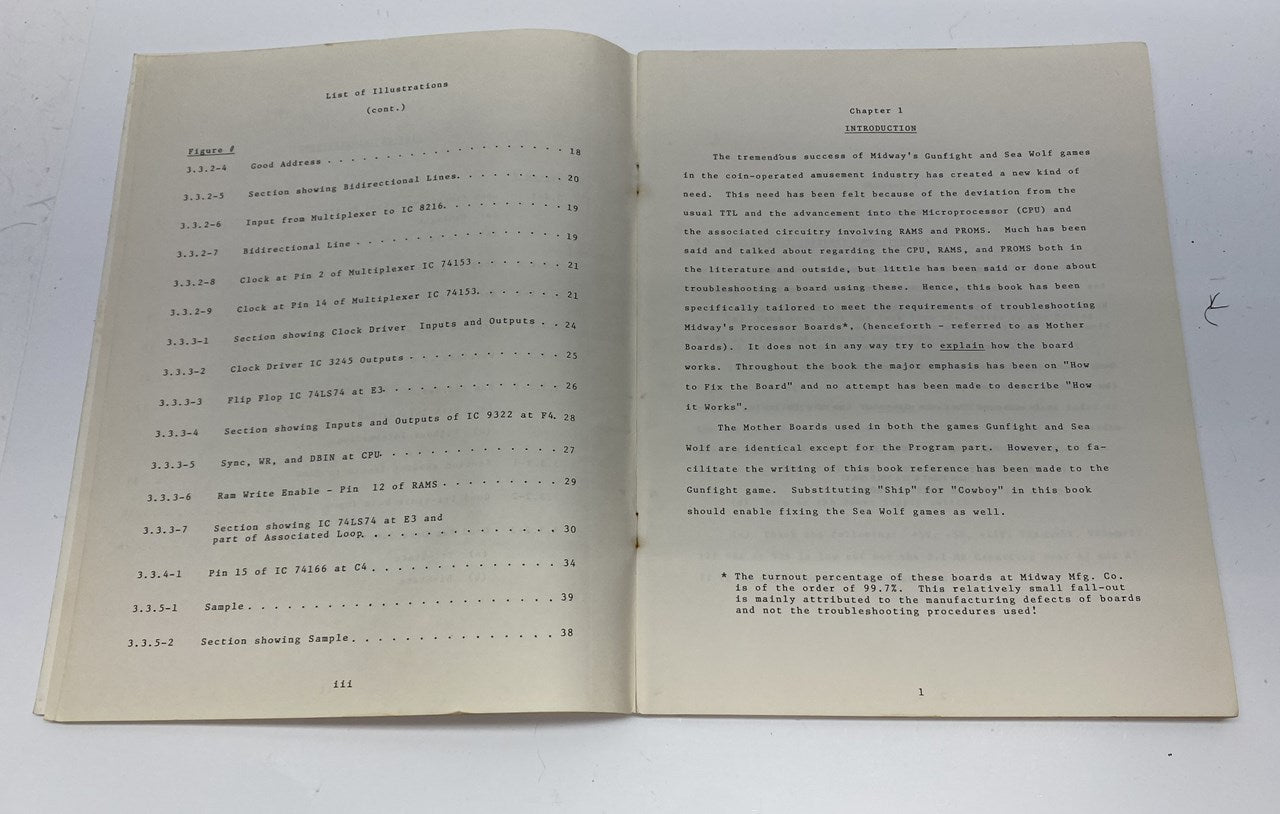 List of Illustrations
(cont.)
Figure #
3.3.2-4 Good Address . . . . . . . . . . . . . . . . . . 18
3.3.2-5 Section showing Bidirectional Lines. . . . . . . . 20
3.3.2-6 Input from Multiplexer to IC 8216. . . . . . . . . 19
3.3.2-7 Bidirectional Line . . . . . . . . . . . . . . . . 19
3.3.2-8 Clock at Pin 2 of Multiplexer IC 74153 . . . . . . . 21
3.3.2-9 Clock at Pin 14 of Multiplexer IC 74153. . . . . . 21
3.3.3-1 Section showing Clock Driver Inputs and Outputs . . 24
3.3.3-2 Clock Driver IC 3245 Outputs . . . . . . . . . . . 25
3.3.3-3 Flip Flop IC 74LS74 at E3. . . . . . . . . . . . . 26
3.3.3-4 Section showing Inputs and Outputs of IC 9322 at F4. 28
3.3.3-5 Sync, WR, and DBIN at CPU. . . . . . . . . . . . . 27
3.3.3-6 Ram Write Enable - Pin 12 of RAMS . . . . . . . . 29
3.3.3-7 Section showing IC 74LS74 at E3 and
part of Associated Loop. . . . . . . . . . . . . . 30
3.3.4-1 Pin 15 of IC 74166 at C4 . . . . . . . . . . . . . 34
3.3.5-1 Sample. . . . . . . . . . . . . . . . . . . . . . 39
3.3.5-2 Section showing Sample. . . . . . . . . . . . . . . 38
iii
Chapter 1
INTRODUCTION
The tremendous success of Midway's Gunfight and Sea Wolf games
in the coin-operated amusement industry has created a new kind of
need. This need has been felt because of the deviation from the
usual TTL and the advancement into the Microprocessor (CPU) and
the associated circuitry involving RAMS and PROMS. Much has been
said and talked about regarding the CPU, RAMS, and PROMS both in
the literature and outside, but little has been said or done about
troubleshooting a board using these. Hence, this book has been
specifically tailored to meet the requirements of troubleshooting
Midway's Processor Boards*, (henceforth - referred to as Mother
Boards). It does not in any way try to explain how the board
works. Throughout the book the major emphasis has been on "How
to Fix the Board" and no attempt has been made to describe "How
it Works".
The Mother Boards used in both the games Gunfight and Sea
Wolf are identical except for the Program part. However, to fa-
cilitate the writing of this book reference has been made to the
Gunfight game. Substituting "Ship" for "Cowboy" in this book
should enable fixing the Sea Wolf games as well.
* The turnout percentage of these boards at Midway Mfg. Co.
is of the order of 99.7%. This relatively small fall-out
is mainly attributed to the manufacturing defects of boards
and not the troubleshooting procedures used!
1